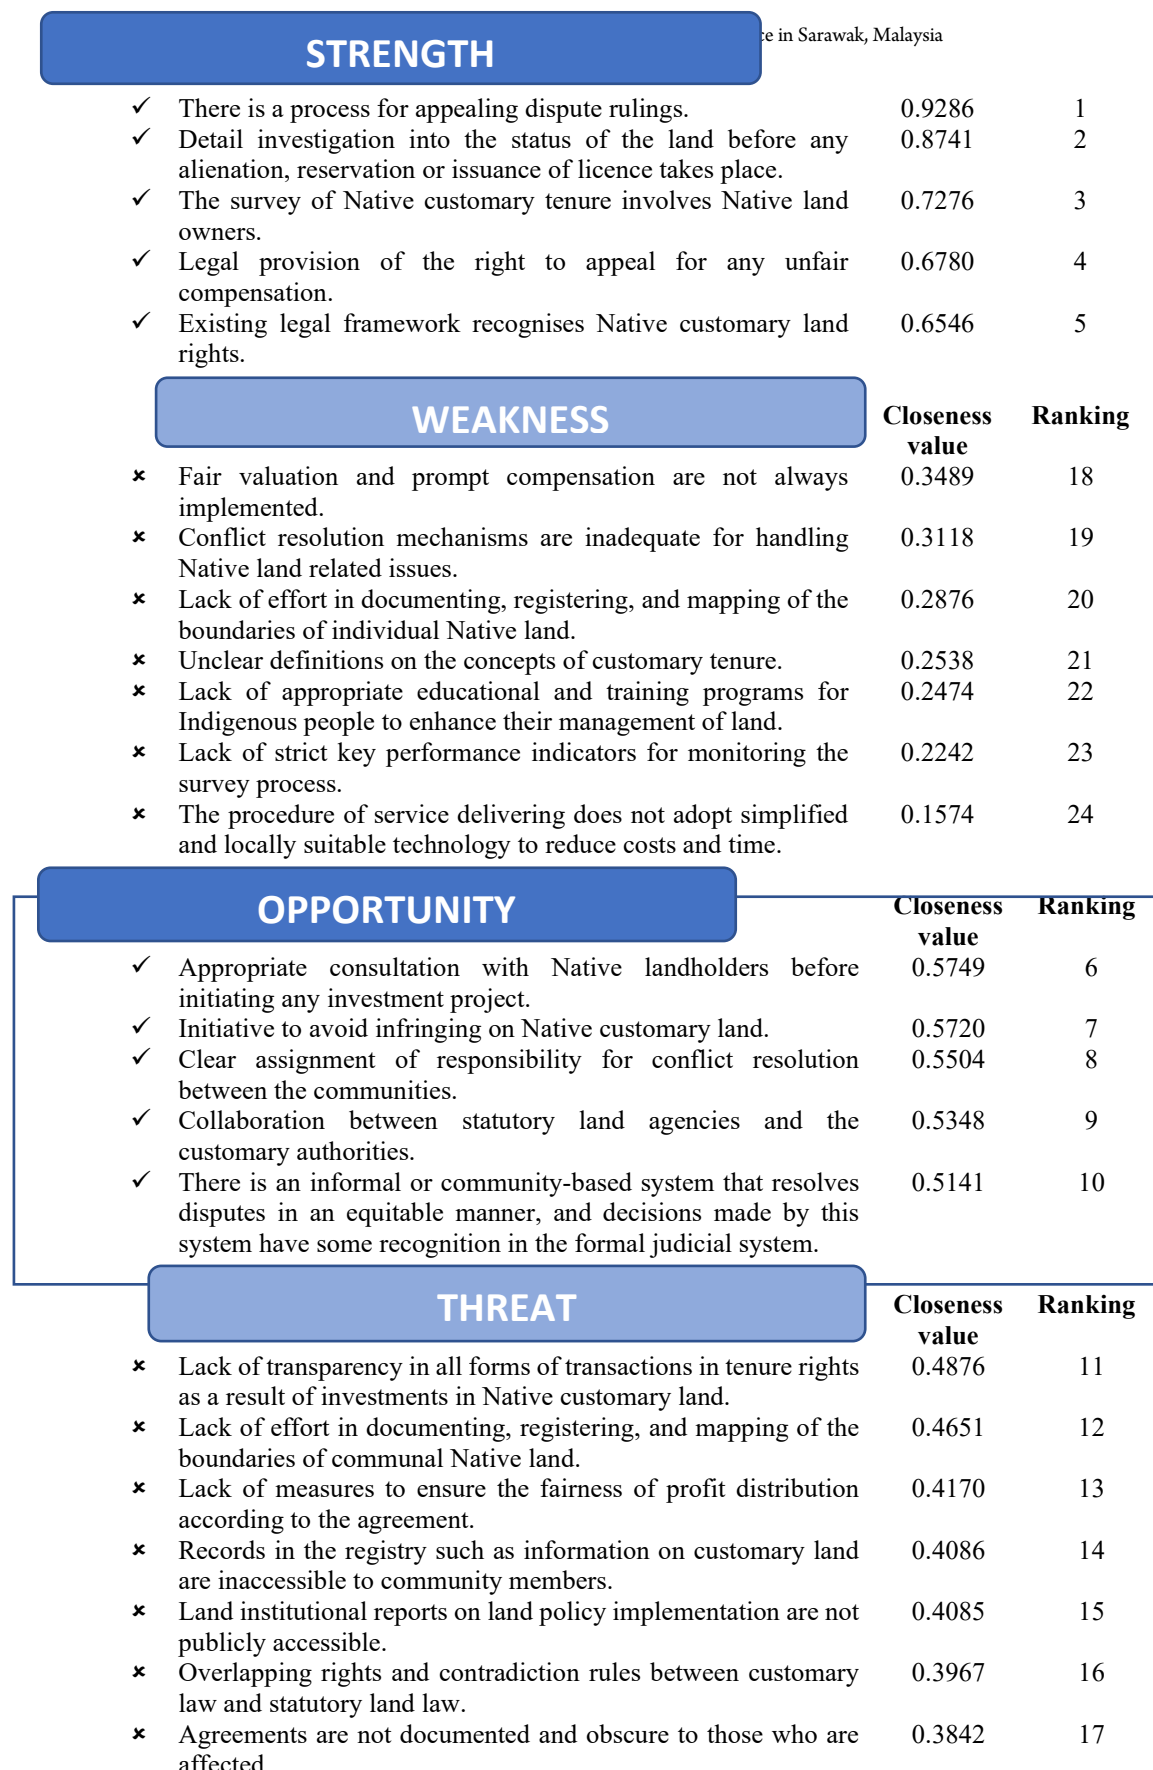 STRENGTH
ce in Sarawak, Malaysia
✓ There is a process for appealing dispute rulings. 0.9286 1
✓ Detail investigation into the status of the land before any 0.8741 2
alienation, reservation or issuance of licence takes place.
✓ The survey of Native customary tenure involves Native land 0.7276 3
owners.
✓ Legal provision of the right to appeal for any unfair 0.6780 4
compensation.
✓ Existing legal framework recognises Native customary land 0.6546 5
rights.
WEAKNESS
Closeness Ranking
value
× Fair valuation and prompt compensation are not always 0.3489 18
implemented.
× Conflict resolution mechanisms are inadequate for handling 0.3118 19
Native land related issues.
× Lack of effort in documenting, registering, and mapping of the 0.2876 20
boundaries of individual Native land.
× Unclear definitions on the concepts of customary tenure. 0.2538 21
× Lack of appropriate educational and training programs for 0.2474 22
Indigenous people to enhance their management of land.
× Lack of strict key performance indicators for monitoring the 0.2242 23
survey process.
× The procedure of service delivering does not adopt simplified 0.1574 24
and locally suitable technology to reduce costs and time.
OPPORTUNITY
Closeness Ranking
value
✓ Appropriate consultation with Native landholders before 0.5749 6
initiating any investment project.
✓ Initiative to avoid infringing on Native customary land. 0.5720 7
✓ Clear assignment of responsibility for conflict resolution 0.5504 8
between the communities.
✓ Collaboration between statutory land agencies and the 0.5348 9
customary authorities.
✓ There is an informal or community-based system that resolves 0.5141 10
disputes in an equitable manner, and decisions made by this
system have some recognition in the formal judicial system.
THREAT
Closeness Ranking
value
× Lack of transparency in all forms of transactions in tenure rights 0.4876 11
as a result of investments in Native customary land.
× Lack of effort in documenting, registering, and mapping of the 0.4651 12
boundaries of communal Native land.
× Lack of measures to ensure the fairness of profit distribution 0.4170 13
according to the agreement.
× Records in the registry such as information on customary land 0.4086 14
are inaccessible to community members.
× Land institutional reports on land policy implementation are not 0.4085 15
publicly accessible.
× Overlapping rights and contradiction rules between customary 0.3967 16
law and statutory land law.
× Agreements are not documented and obscure to those who are 0.3842 17
affected